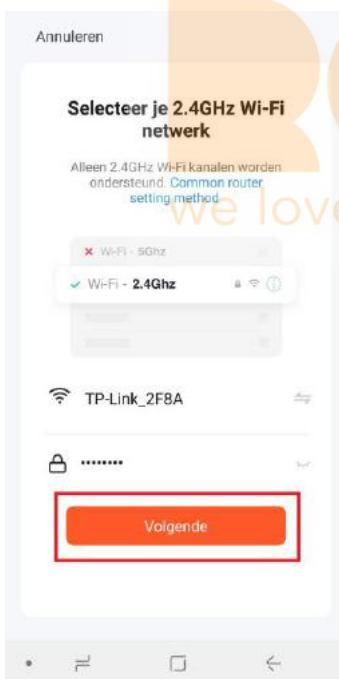 Annuleren
Selecteer je 2.4GHz Wi-Fi
netwerk
Alleen 2.4GHz Wi-Fi kanalen worden
ondersteund. Common router
setting method
we love
Wi-Fi - 5Ghz
Wi-Fi - 2.4Ghz
TP-Link_2F8A
••••••••
Volgende